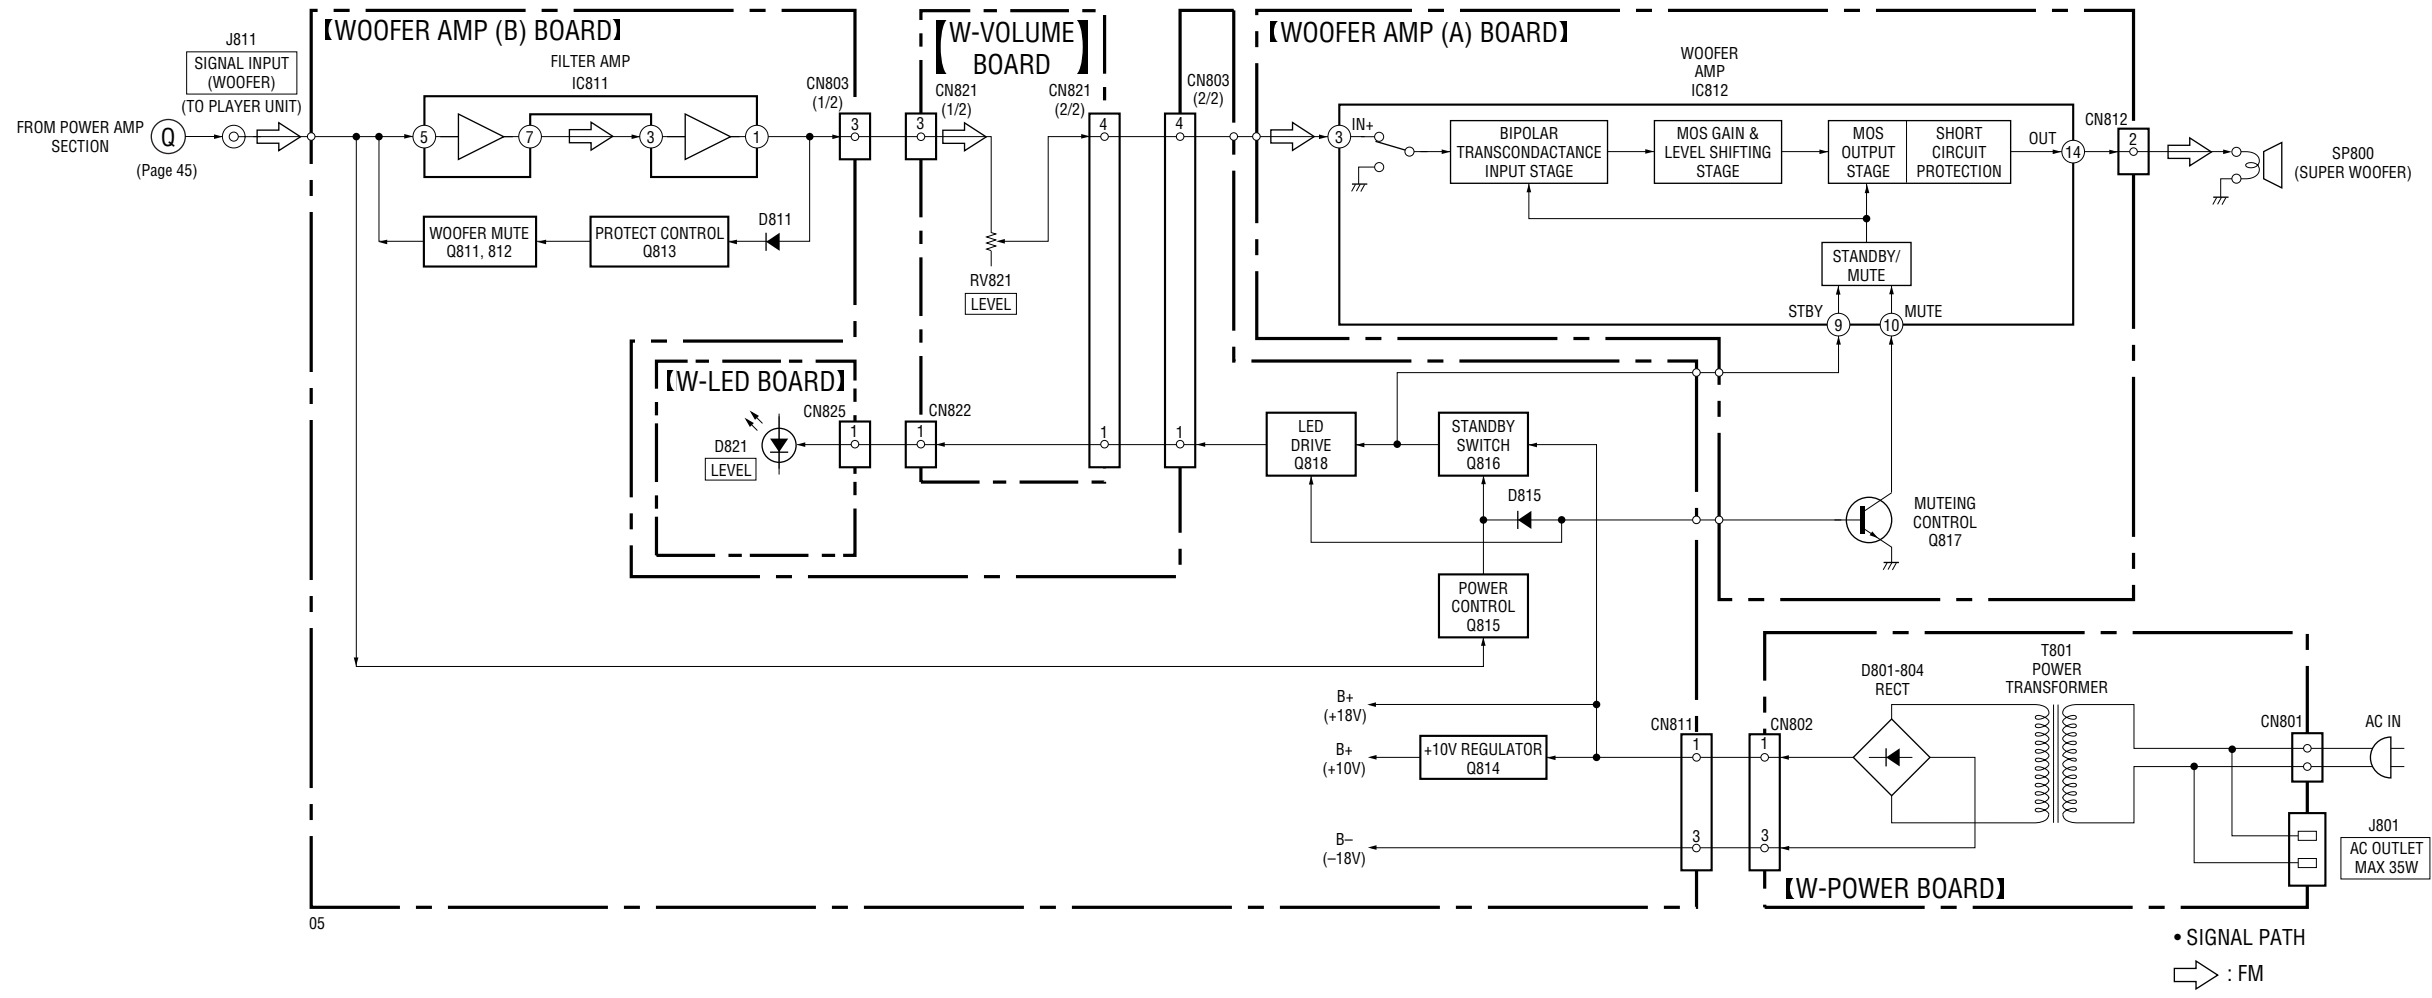 【WOOFER AMP (B) BOARD】
【W-VOLUME
BOARD】
【WOOFER AMP (A) BOARD】
J811
SIGNAL INPUT
(WOOFER)
(TO PLAYER UNIT)
FROM POWER AMP
SECTION
Q
(Page 45)
FILTER AMP
IC811
5
7
3
1
CN803
(1/2)
3
CN821
(1/2)
3
CN821
(2/2)
4
CN803
(2/2)
4
WOOFER
AMP
IC812
3
IN+
BIPOLAR
TRANSCONDACTANCE
INPUT STAGE
MOS GAIN &
LEVEL SHIFTING
STAGE
MOS
OUTPUT
STAGE
SHORT
CIRCUIT
PROTECTION
OUT
14
CN812
2
SP800
(SUPER WOOFER)
WOOFER MUTE
Q811, 812
PROTECT CONTROL
Q813
D811
RV821
LEVEL
STANDBY/
MUTE
STBY
9
10
MUTE
【W-LED BOARD】
D821
LEVEL
CN825
1
CN822
1
1
1
LED
DRIVE
Q818
STANDBY
SWITCH
Q816
D815
MUTEING
CONTROL
Q817
POWER
CONTROL
Q815
B+
(+18V)
B+
(+10V)
+10V REGULATOR
Q814
B–
(–18V)
CN811
1
3
CN802
1
3
D801-804
RECT
T801
POWER
TRANSFORMER
CN801
AC IN
J801
AC OUTLET
MAX 35W
【W-POWER BOARD】
05
• SIGNAL PATH
: FM